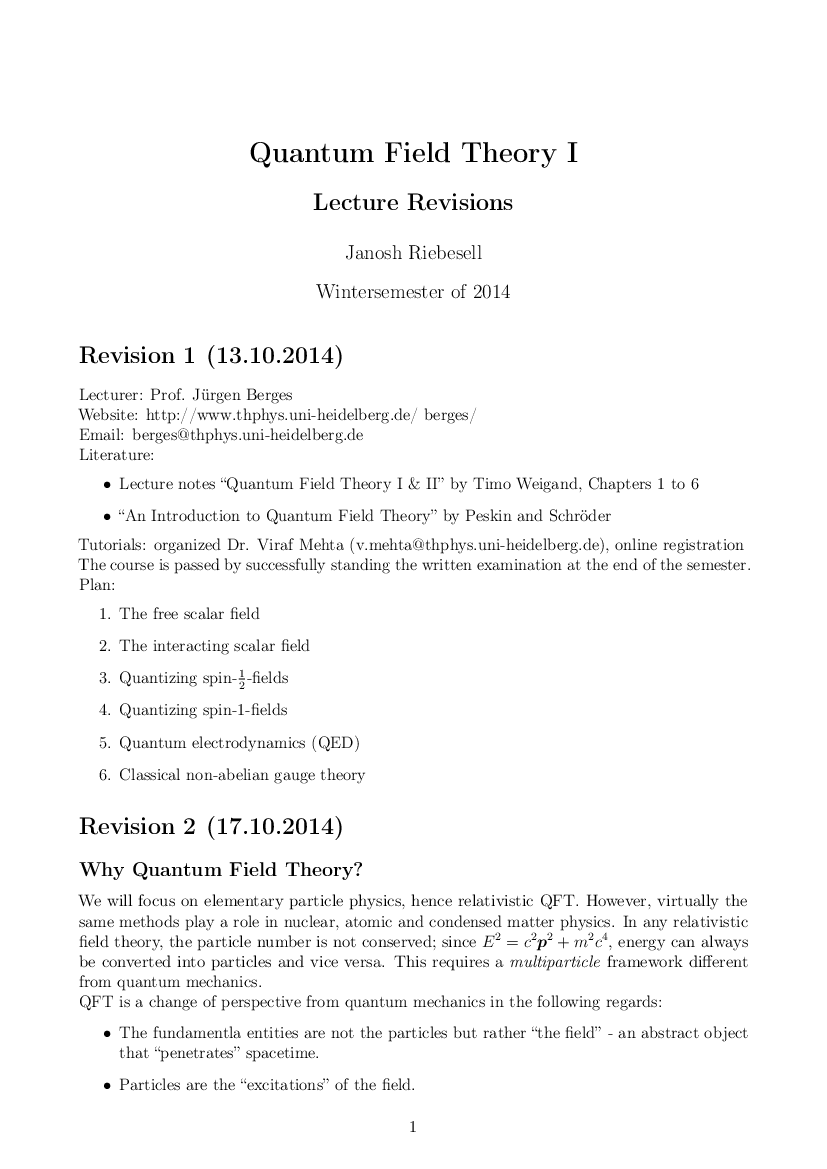 Quantum Field Theory I
Lecture Revisions
Janosh Riebesell
Wintersemester of 2014
Revision 1 (13.10.2014)
Lecturer: Prof. Jürgen Berges
Website: http://www.thphys.uni-heidelberg.de/ berges/
Email: berges@thphys.uni-heidelberg.de
Literature:
• Lecture notes “Quantum Field Theory I & II” by Timo Weigand, Chapters 1 to 6
• “An Introduction to Quantum Field Theory” by Peskin and Schröder
Tutorials: organized Dr. Viraf Mehta (v.mehta@thphys.uni-heidelberg.de), online registration
The course is passed by successfully standing the written examination at the end of the semester.
Plan:
1. The free scalar field
2. The interacting scalar field
3. Quantizing spin-½-fields
4. Quantizing spin-1-fields
5. Quantum electrodynamics (QED)
6. Classical non-abelian gauge theory
Revision 2 (17.10.2014)
Why Quantum Field Theory?
We will focus on elementary particle physics, hence relativistic QFT. However, virtually the
same methods play a role in nuclear, atomic and condensed matter physics. In any relativistic
field theory, the particle number is not conserved; since E² = c²p² + m²c⁴, energy can always
be converted into particles and vice versa. This requires a multiparticle framework different
from quantum mechanics.
QFT is a change of perspective from quantum mechanics in the following regards:
• The fundamentla entities are not the particles but rather “the field” - an abstract object
that “penetrates” spacetime.
• Particles are the “excitations” of the field.
1